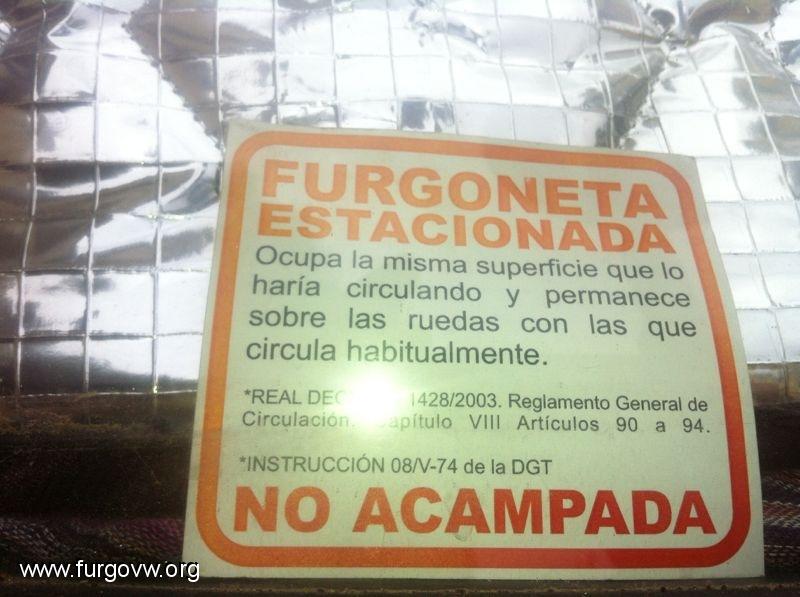 FURGONETA
ESTACIONADA
Ocupa la misma superficie que lo
haría circulando y permanece
sobre las ruedas con las que
circula habitualmente.
*REAL 1428/2003. Reglamento General de
Circulación. Capítulo VIII Artículos 90 a 94.
*INSTRUCCIÓN 08/V-74 de la DGT
NO ACAMPADA
www.furgovw.org